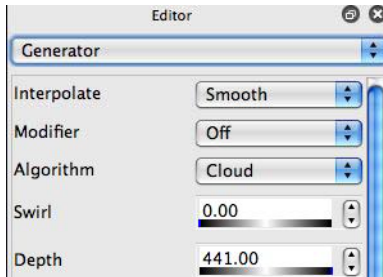 Editor
Generator
Interpolate Smooth
Modifier Off
Algorithm Cloud
Swirl 0.00
Depth 441.00